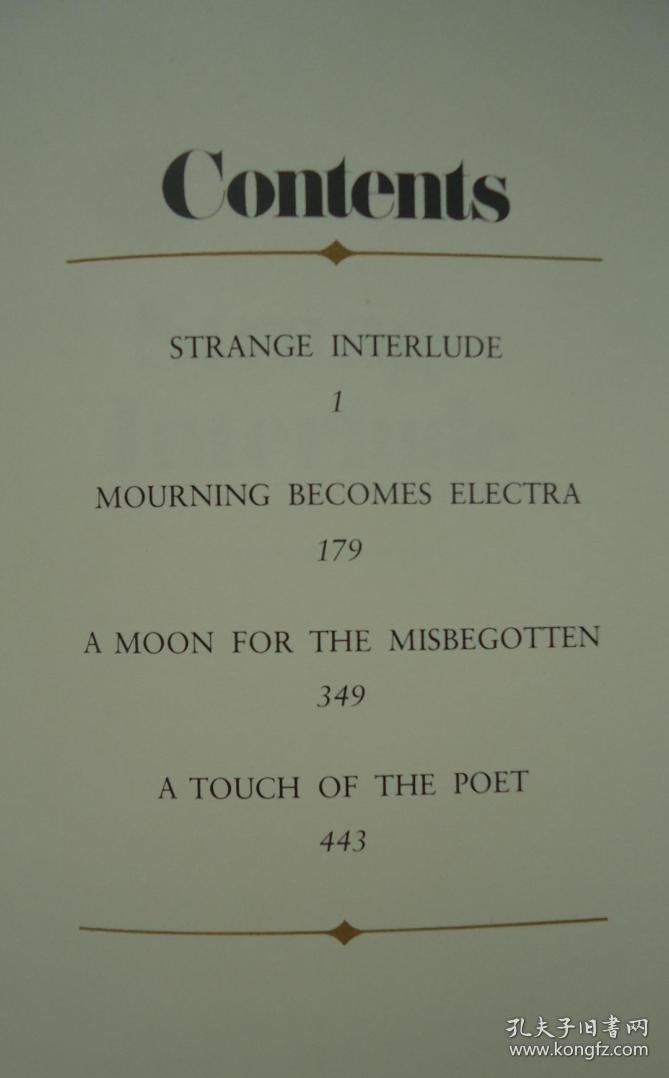 Contents
STRANGE INTERLUDE
1
MOURNING BECOMES ELECTRA
179
A MOON FOR THE MISBEGOTTEN
349
A TOUCH OF THE POET
443
孔夫子旧書网
www.kongfz.com